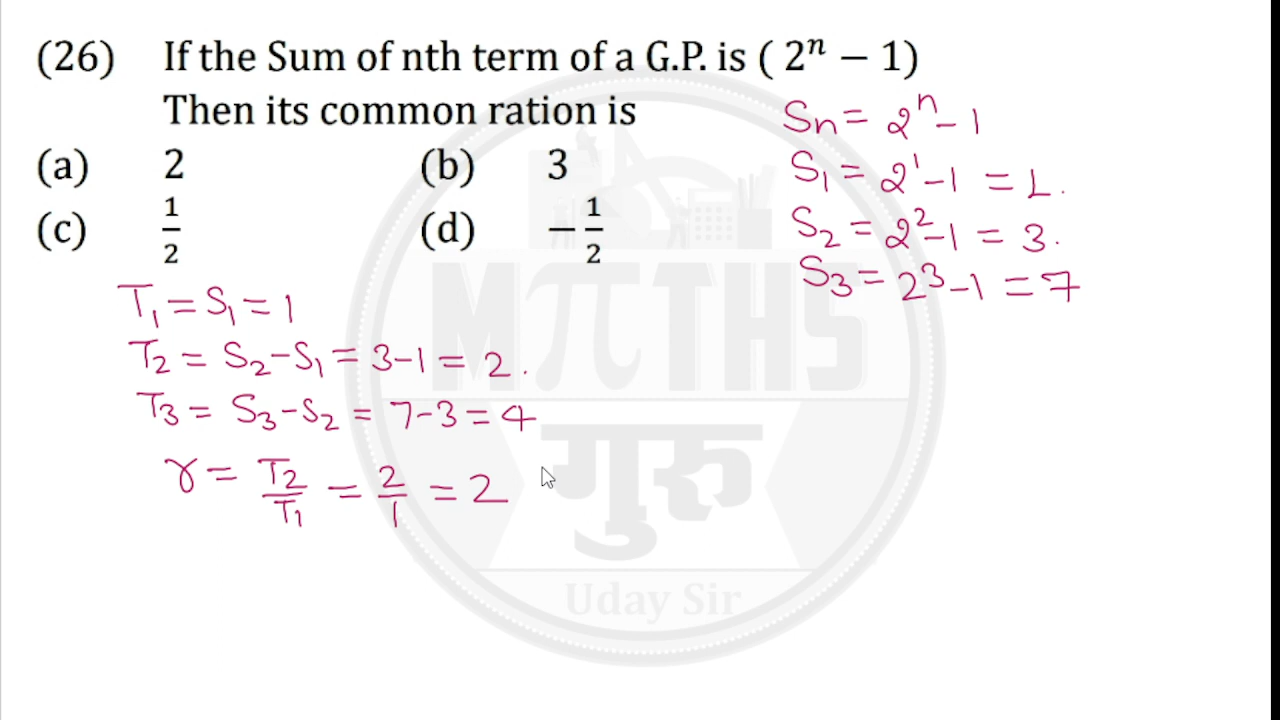 (26) If the Sum of nth term of a G.P. is ( 2ⁿ − 1)
Then its common ration is
(a) 2 (b) 3
(c) 1/2 (d) −1/2
Sn = 2ⁿ - 1
S₁ = 2¹ - 1 = 1.
S₂ = 2² - 1 = 3.
S₃ = 2³ - 1 = 7
T₁ = S₁ = 1
T₂ = S₂ - S₁ = 3 - 1 = 2.
T₃ = S₃ - S₂ = 7 - 3 = 4
r = T₂/T₁ = 2/1 = 2
MπTHS
गुरु
Uday Sir